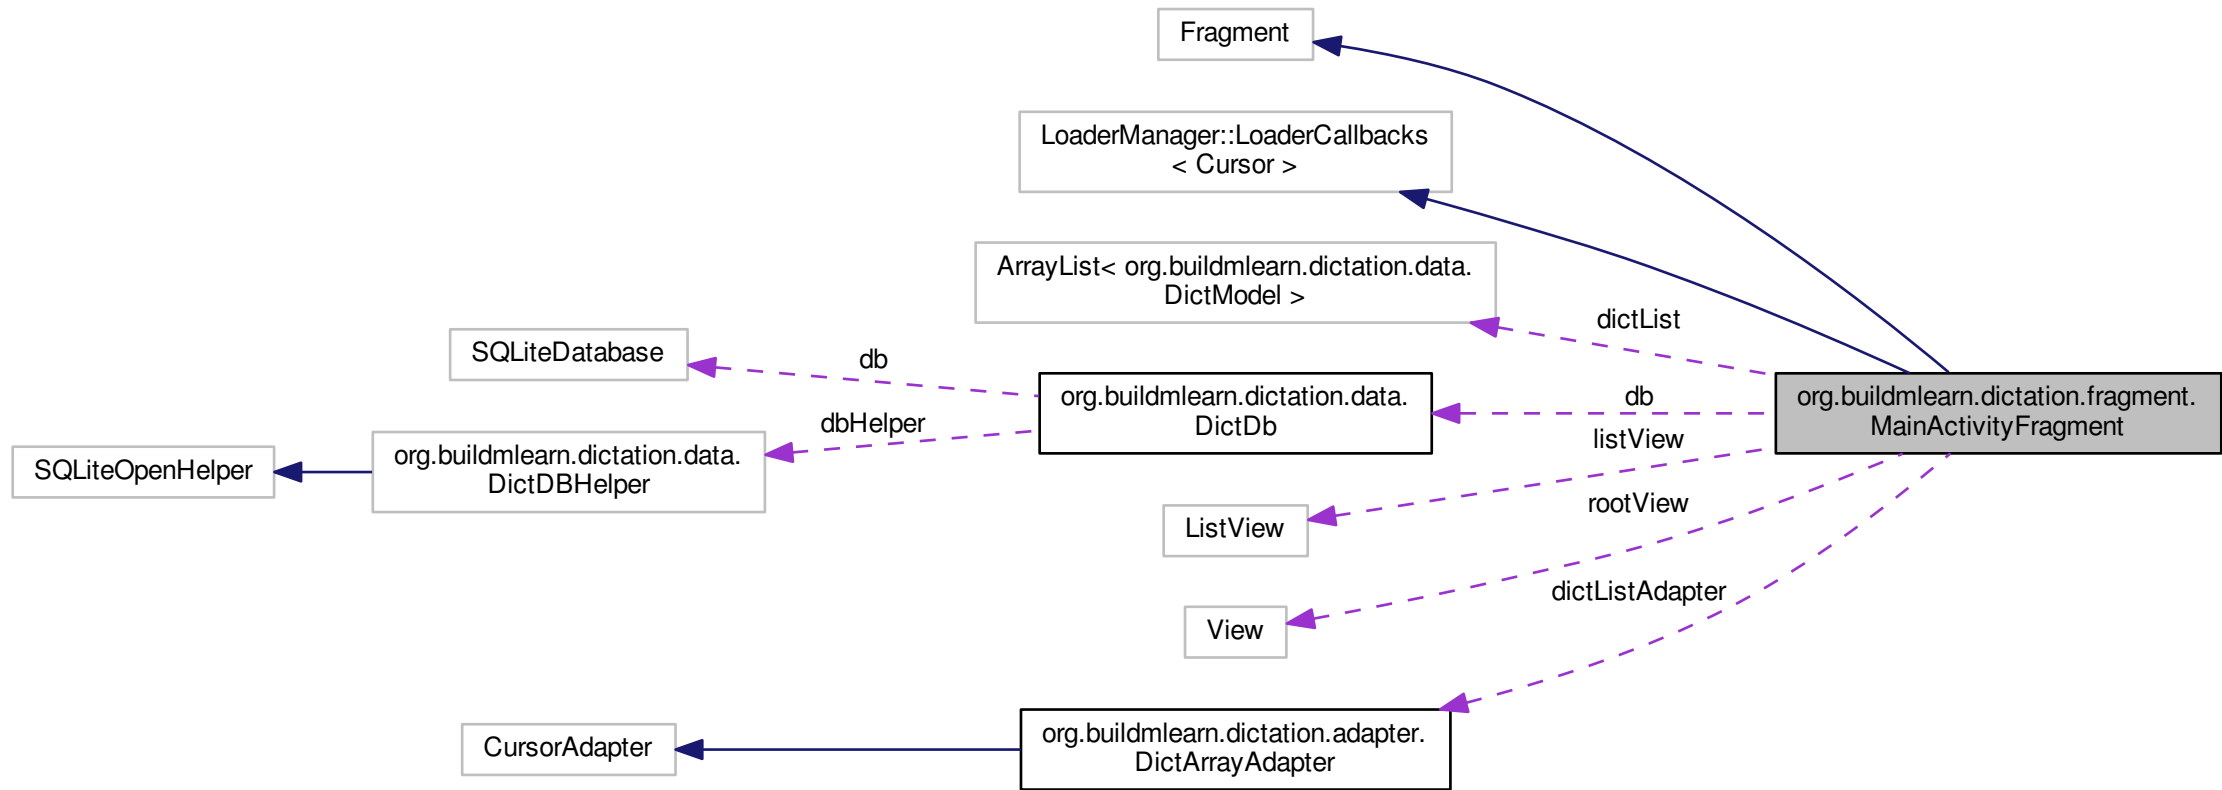 Fragment
LoaderManager::LoaderCallbacks
< Cursor >
ArrayList< org.buildmlearn.dictation.data.
DictModel >
dictList
SQLiteDatabase
db
org.buildmlearn.dictation.data.
DictDb
db
org.buildmlearn.dictation.fragment.
MainActivityFragment
dbHelper
listView
SQLiteOpenHelper
org.buildmlearn.dictation.data.
DictDBHelper
rootView
ListView
dictListAdapter
View
CursorAdapter
org.buildmlearn.dictation.adapter.
DictArrayAdapter